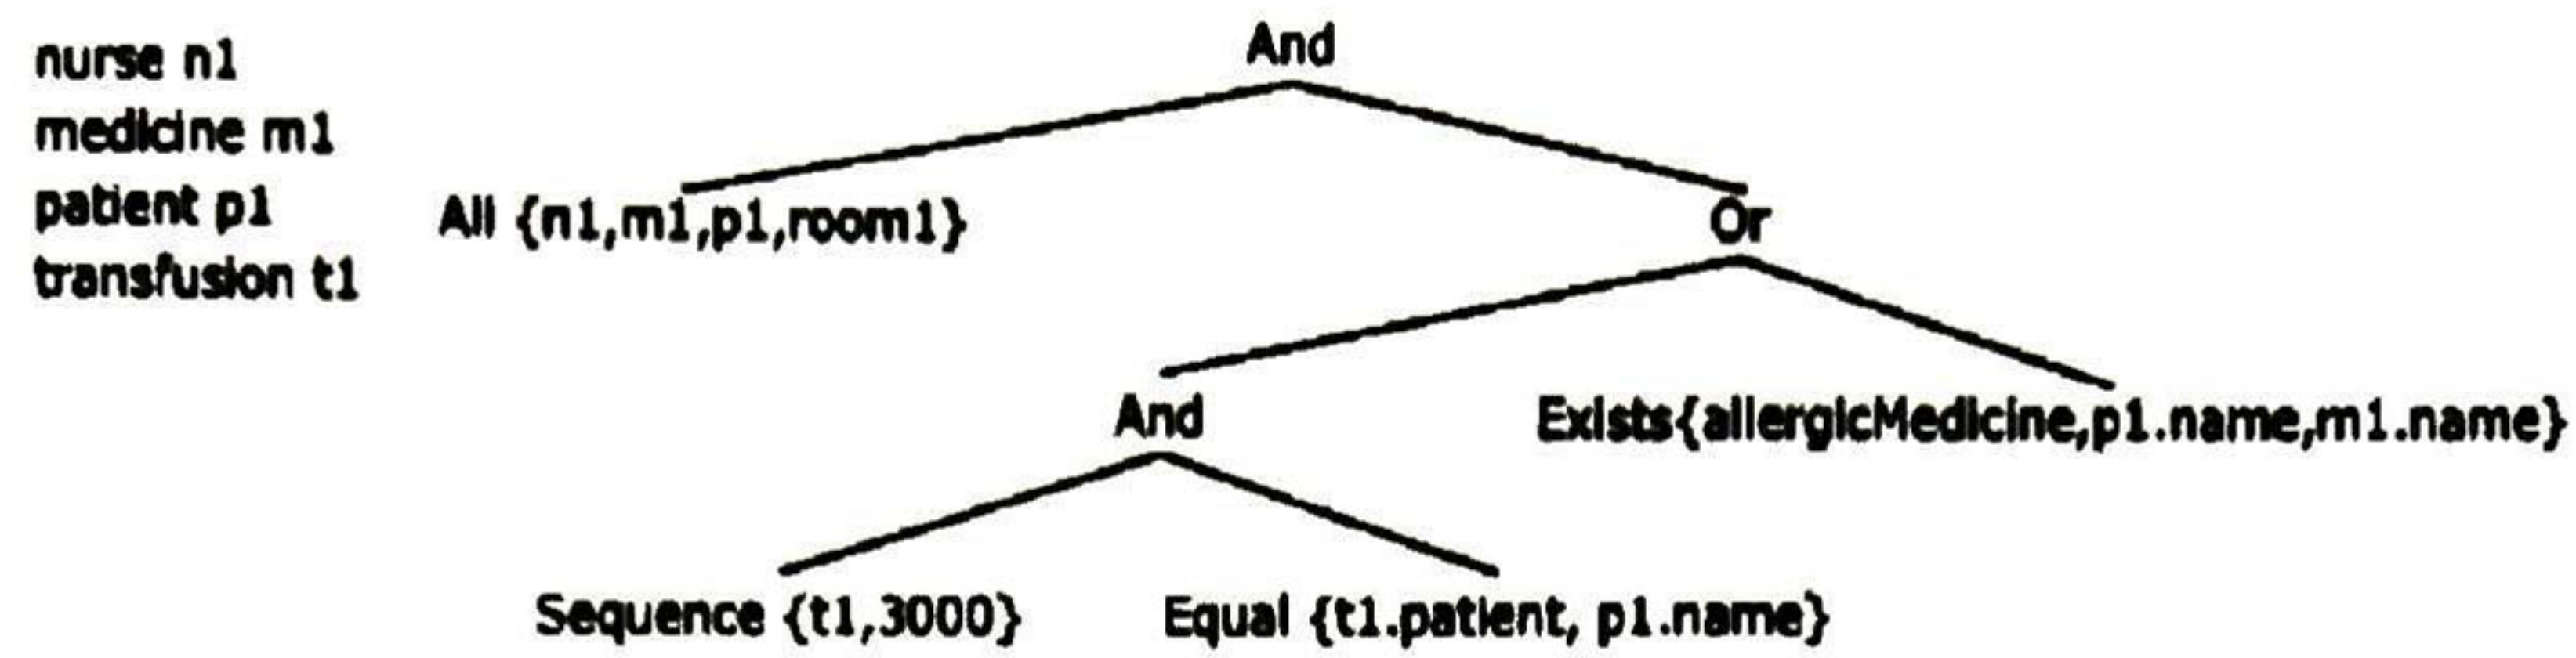 nurse n1
medicine m1
patient p1
transfusion t1
And
All {n1,m1,p1,room1}
Or
And
Exists{allergicMedicine,p1.name,m1.name}
Sequence {t1,3000}
Equal {t1.patient, p1.name}